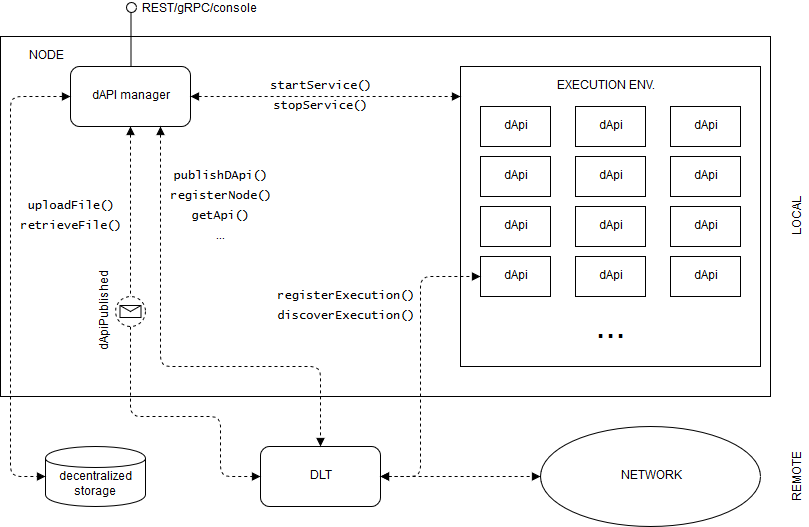 REST/gRPC/console
NODE
dAPI manager
startService()
stopService()
EXECUTION ENV.
dApi dApi dApi
dApi dApi dApi
dApi dApi dApi
dApi dApi dApi
...
publishDApi()
registerNode()
getApi()
...
uploadFile()
retrieveFile()
dApiPublished
registerExecution()
discoverExecution()
LOCAL
decentralized
storage
DLT
NETWORK
REMOTE